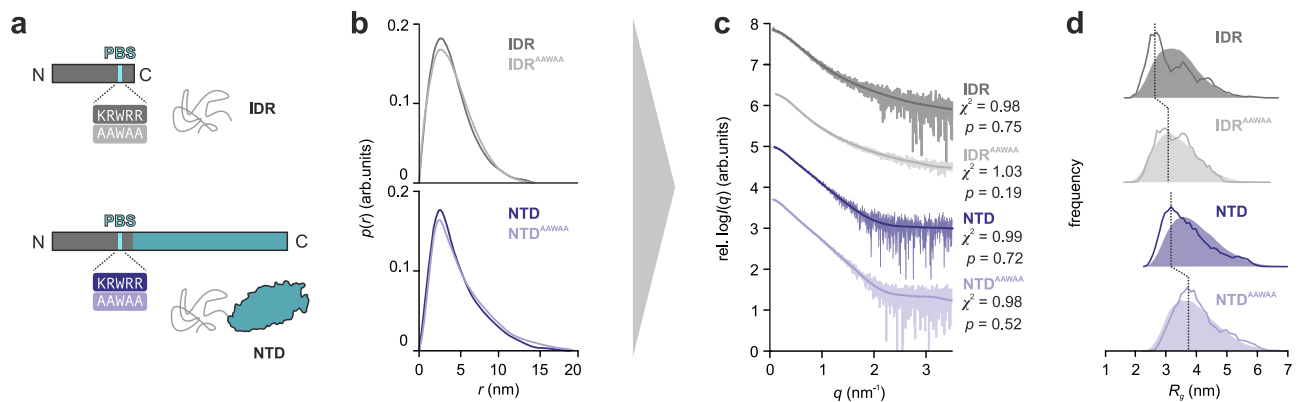 a
PBS
N
C
KRWRR
AAWAA
IDR
PBS
N
C
KRWRR
AAWAA
NTD
b
0.2
0.1
0
IDR
IDR^AAWAA
0.2
0.1
0
NTD
NTD^AAWAA
p(r) (arb.units)
0 5 10 15 20
r (nm)
c
8
7
6
5
4
3
2
1
0
rel. logI(q) (arb.units)
IDR
χ² = 0.98
p = 0.75
IDR^AAWAA
χ² = 1.03
p = 0.19
NTD
χ² = 0.99
p = 0.72
NTD^AAWAA
χ² = 0.98
p = 0.52
0 1 2 3
q (nm⁻¹)
d
IDR
IDR^AAWAA
NTD
NTD^AAWAA
frequency
1 2 3 4 5 6 7
R_g (nm)